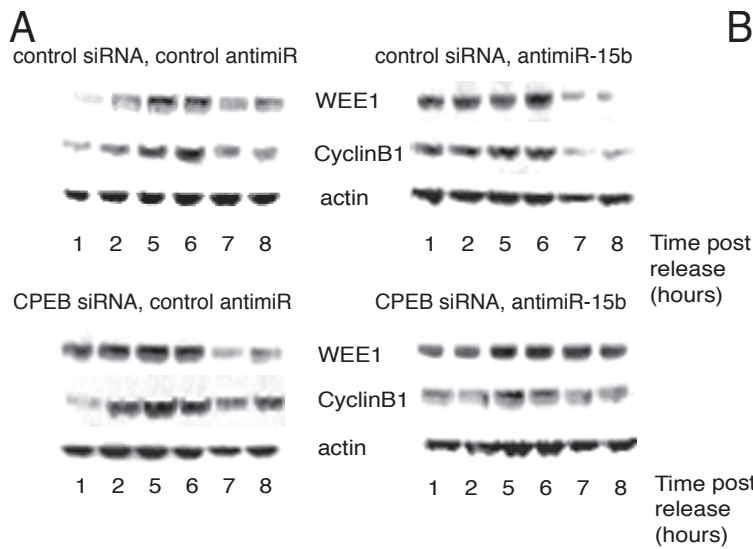 A
B
control siRNA, control antimiR
control siRNA, antimiR-15b
WEE1
CyclinB1
actin
1 2 5 6 7 8
1 2 5 6 7 8
Time post
release
(hours)
CPEB siRNA, control antimiR
CPEB siRNA, antimiR-15b
WEE1
CyclinB1
actin
1 2 5 6 7 8
1 2 5 6 7 8
Time post
release
(hours)